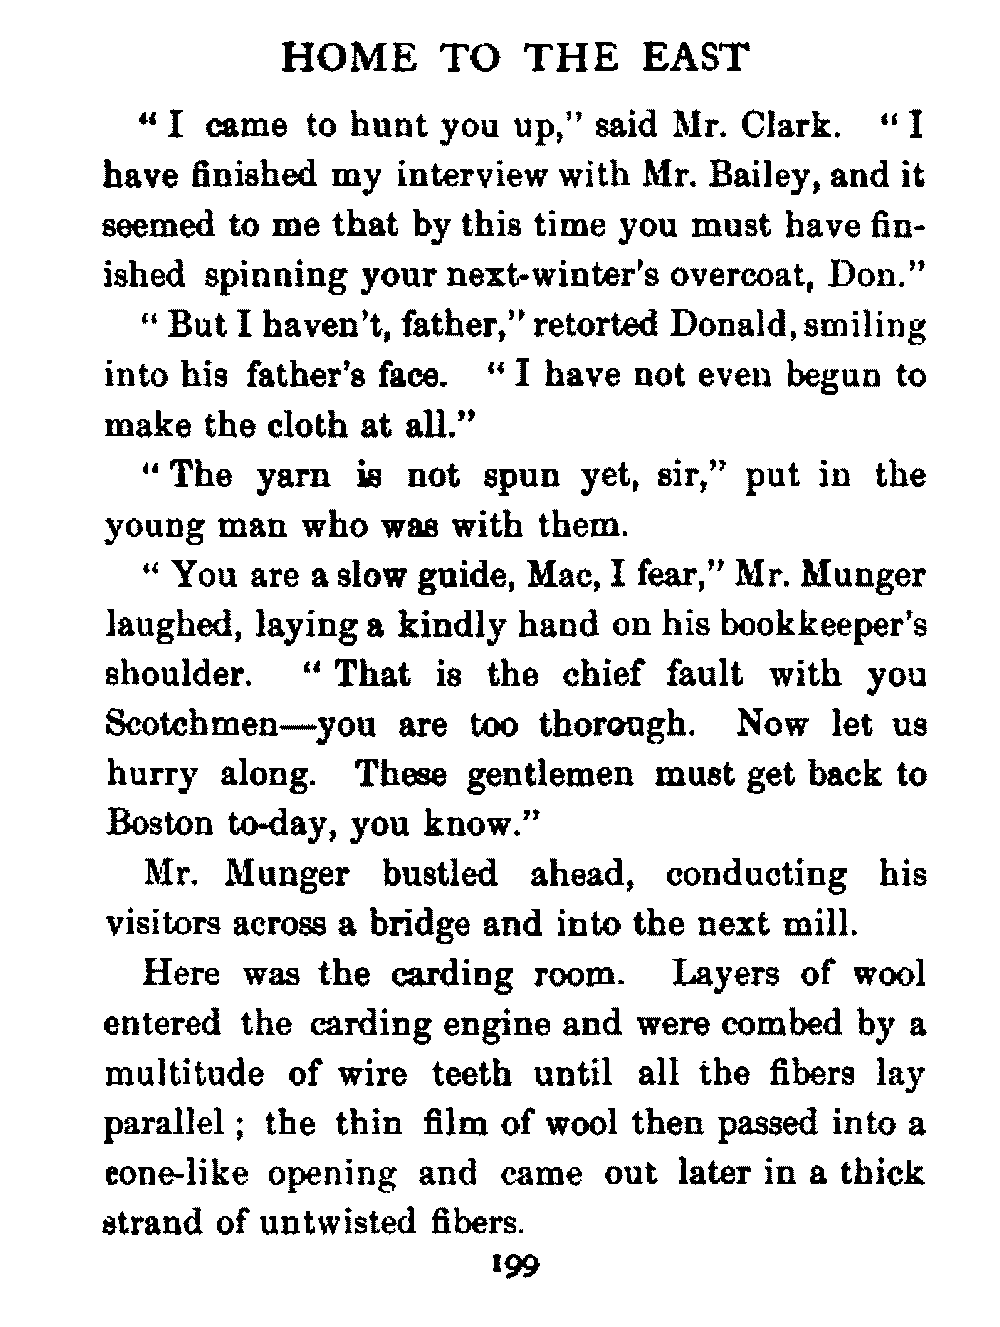 HOME TO THE EAST
“ I came to hunt you up,” said Mr. Clark. “ I
have finished my interview with Mr. Bailey, and it
seemed to me that by this time you must have fin-
ished spinning your next-winter's overcoat, Don.”
“ But I haven't, father,” retorted Donald, smiling
into his father's face. “ I have not even begun to
make the cloth at all.”
“ The yarn is not spun yet, sir,” put in the
young man who was with them.
“ You are a slow guide, Mac, I fear,” Mr. Munger
laughed, laying a kindly hand on his bookkeeper's
shoulder. “ That is the chief fault with you
Scotchmen—you are too thorough. Now let us
hurry along. These gentlemen must get back to
Boston to-day, you know.”
Mr. Munger bustled ahead, conducting his
visitors across a bridge and into the next mill.
Here was the carding room. Layers of wool
entered the carding engine and were combed by a
multitude of wire teeth until all the fibers lay
parallel ; the thin film of wool then passed into a
cone-like opening and came out later in a thick
strand of untwisted fibers.
199